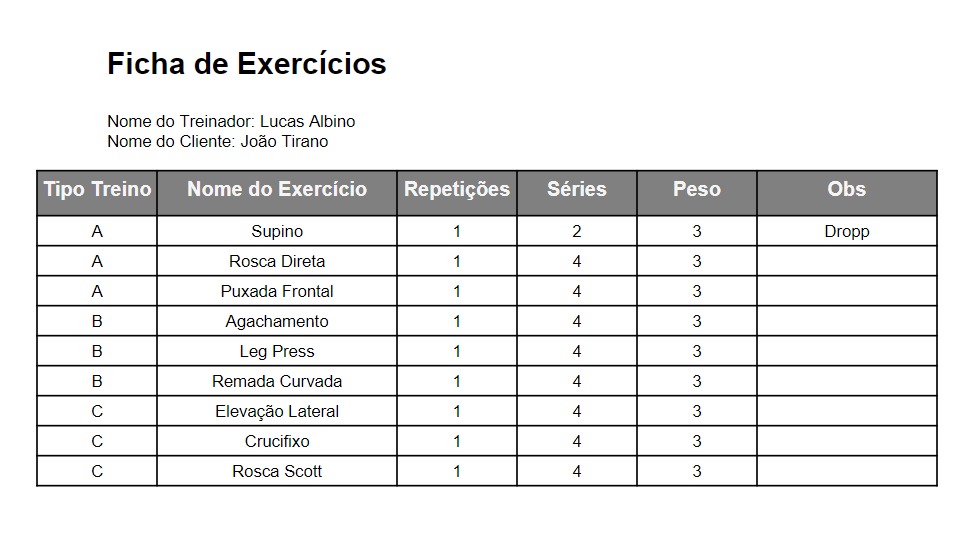 Ficha de Exercícios
Nome do Treinador: Lucas Albino
Nome do Cliente: João Tirano
Tipo Treino Nome do Exercício Repetições Séries Peso Obs
A Supino 1 2 3 Dropp
A Rosca Direta 1 4 3
A Puxada Frontal 1 4 3
B Agachamento 1 4 3
B Leg Press 1 4 3
B Remada Curvada 1 4 3
C Elevação Lateral 1 4 3
C Crucifixo 1 4 3
C Rosca Scott 1 4 3